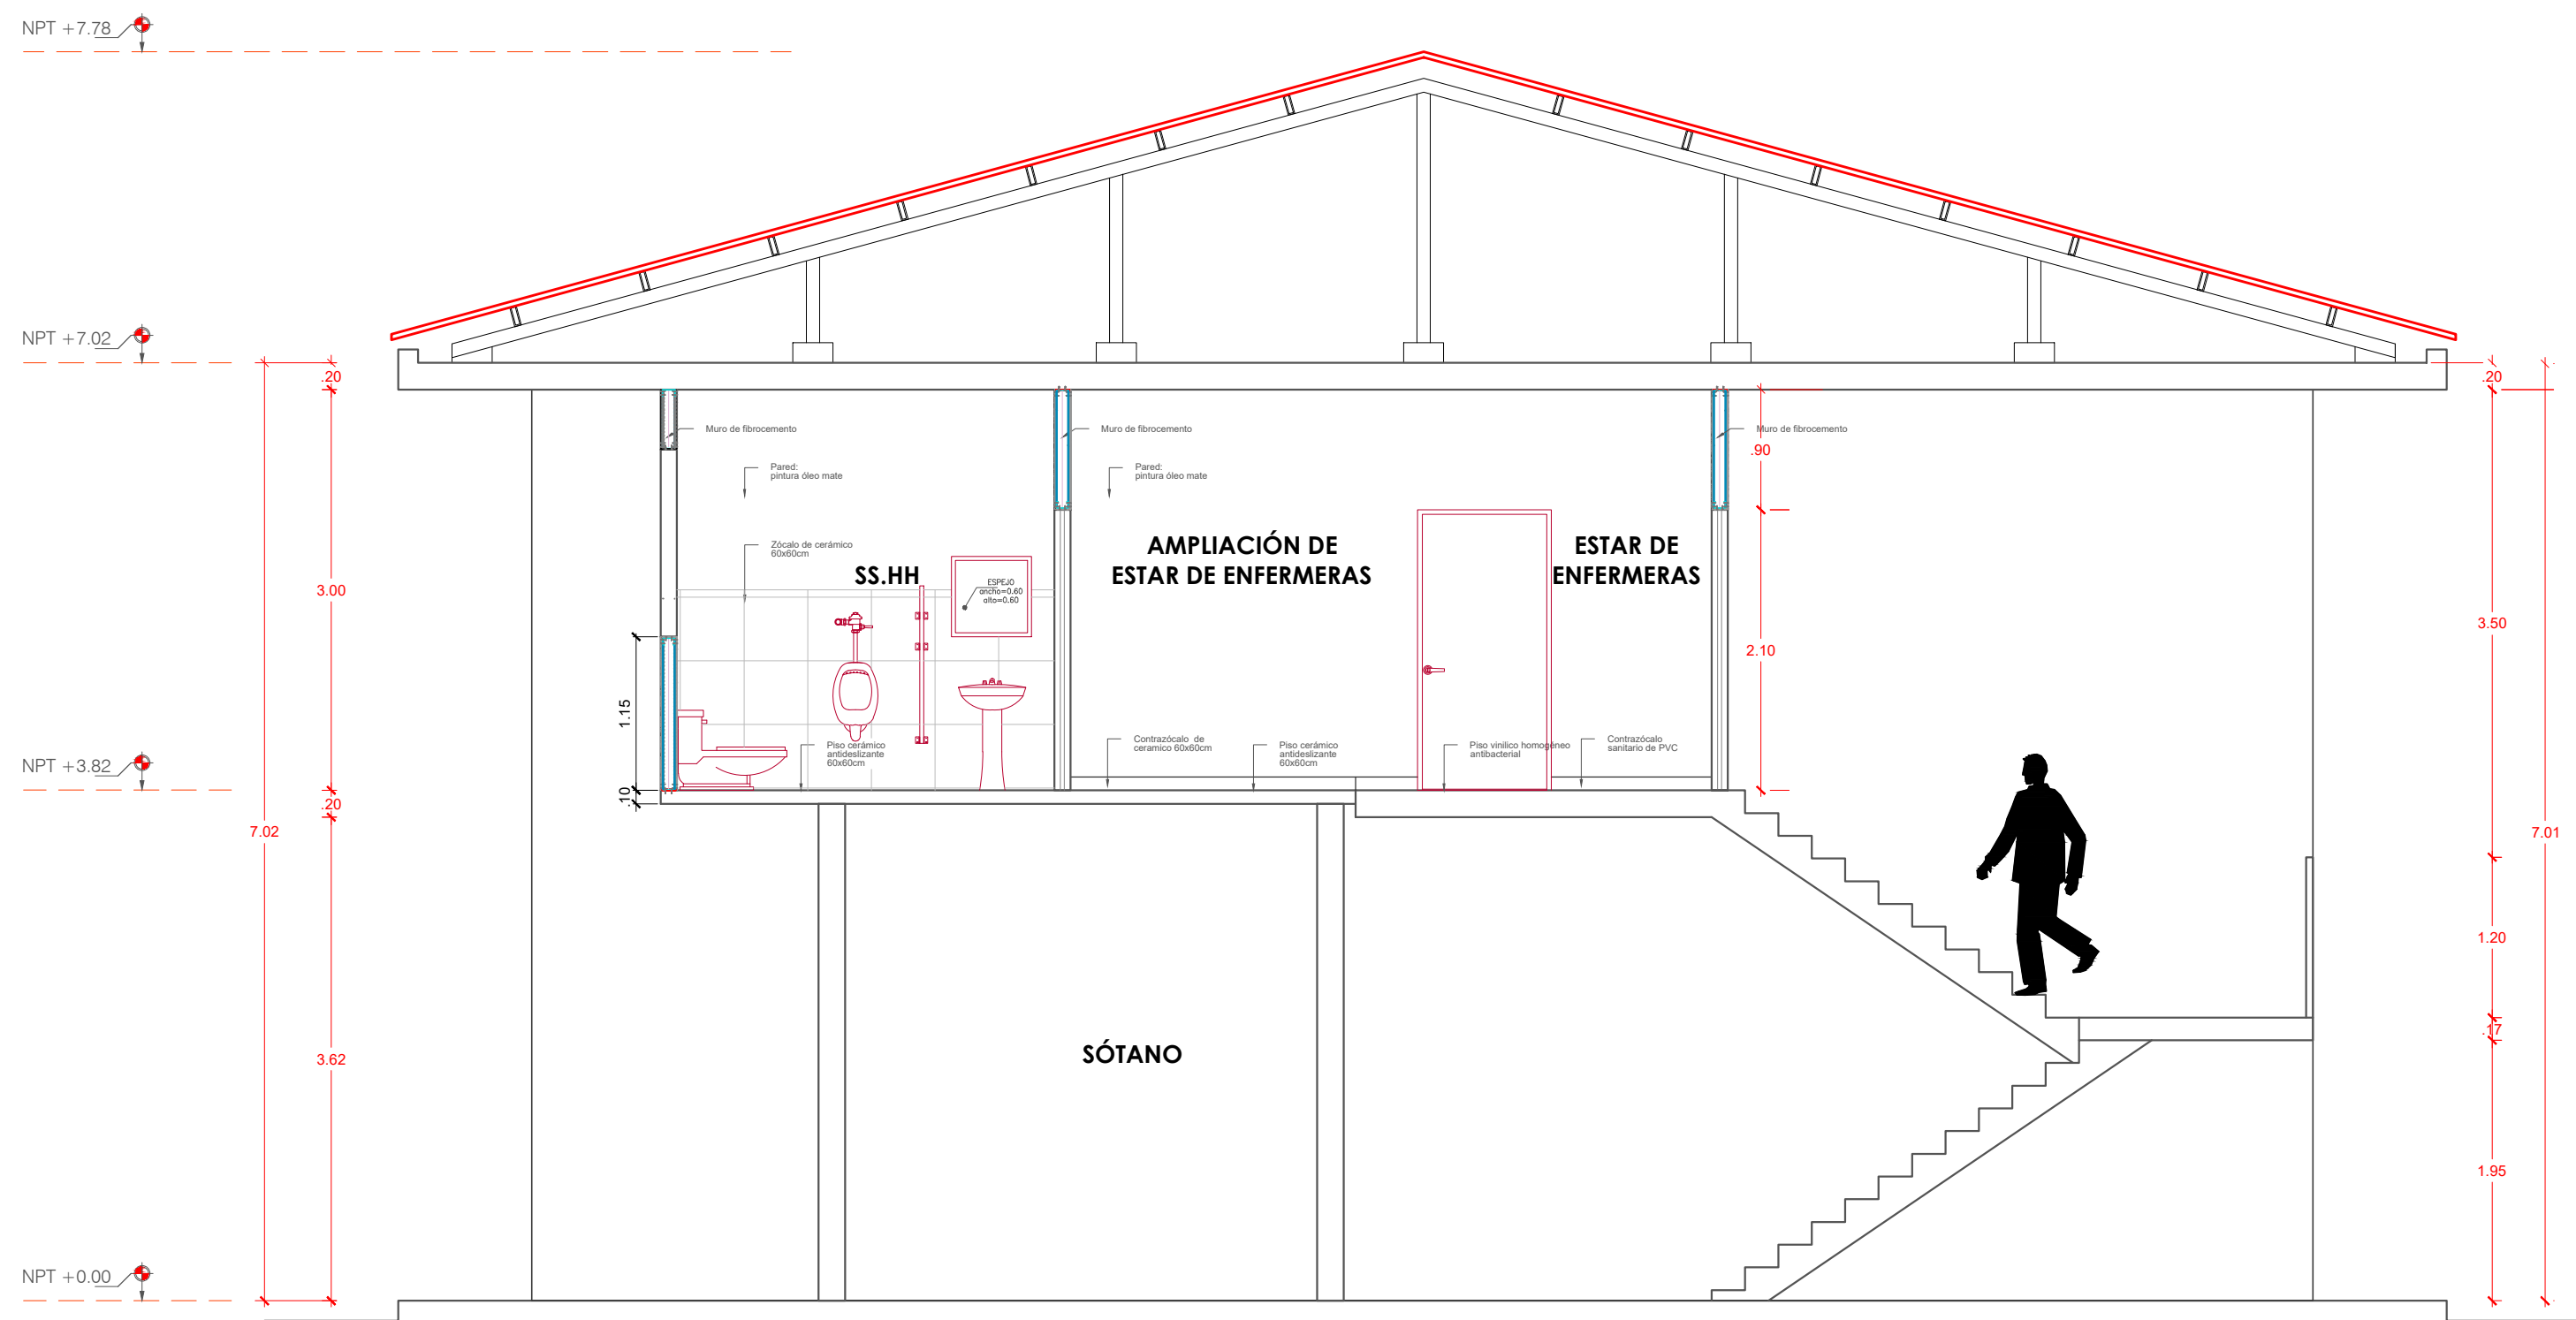 NPT +7.78
NPT +7.02
.20
.20
Muro de fibrocemento
Muro de fibrocemento
Muro de fibrocemento
.90
Pared:
pintura óleo mate
Pared:
pintura óleo mate
Zócalo de cerámico
60x60cm
SS.HH
ESPEJO
ancho=0.60
alto=0.60
AMPLIACIÓN DE
ESTAR DE ENFERMERAS
ESTAR DE
ENFERMERAS
3.00
3.50
2.10
1.15
Piso cerámico
antideslizante
60x60cm
Contrazócalo de
ceramico 60x60cm
Piso cerámico
antideslizante
60x60cm
Piso vinilico homogéneo
antibacterial
Contrazócalo
sanitario de PVC
NPT +3.82
.10
.20
7.02
7.01
1.20
.17
3.62
SÓTANO
1.95
NPT +0.00